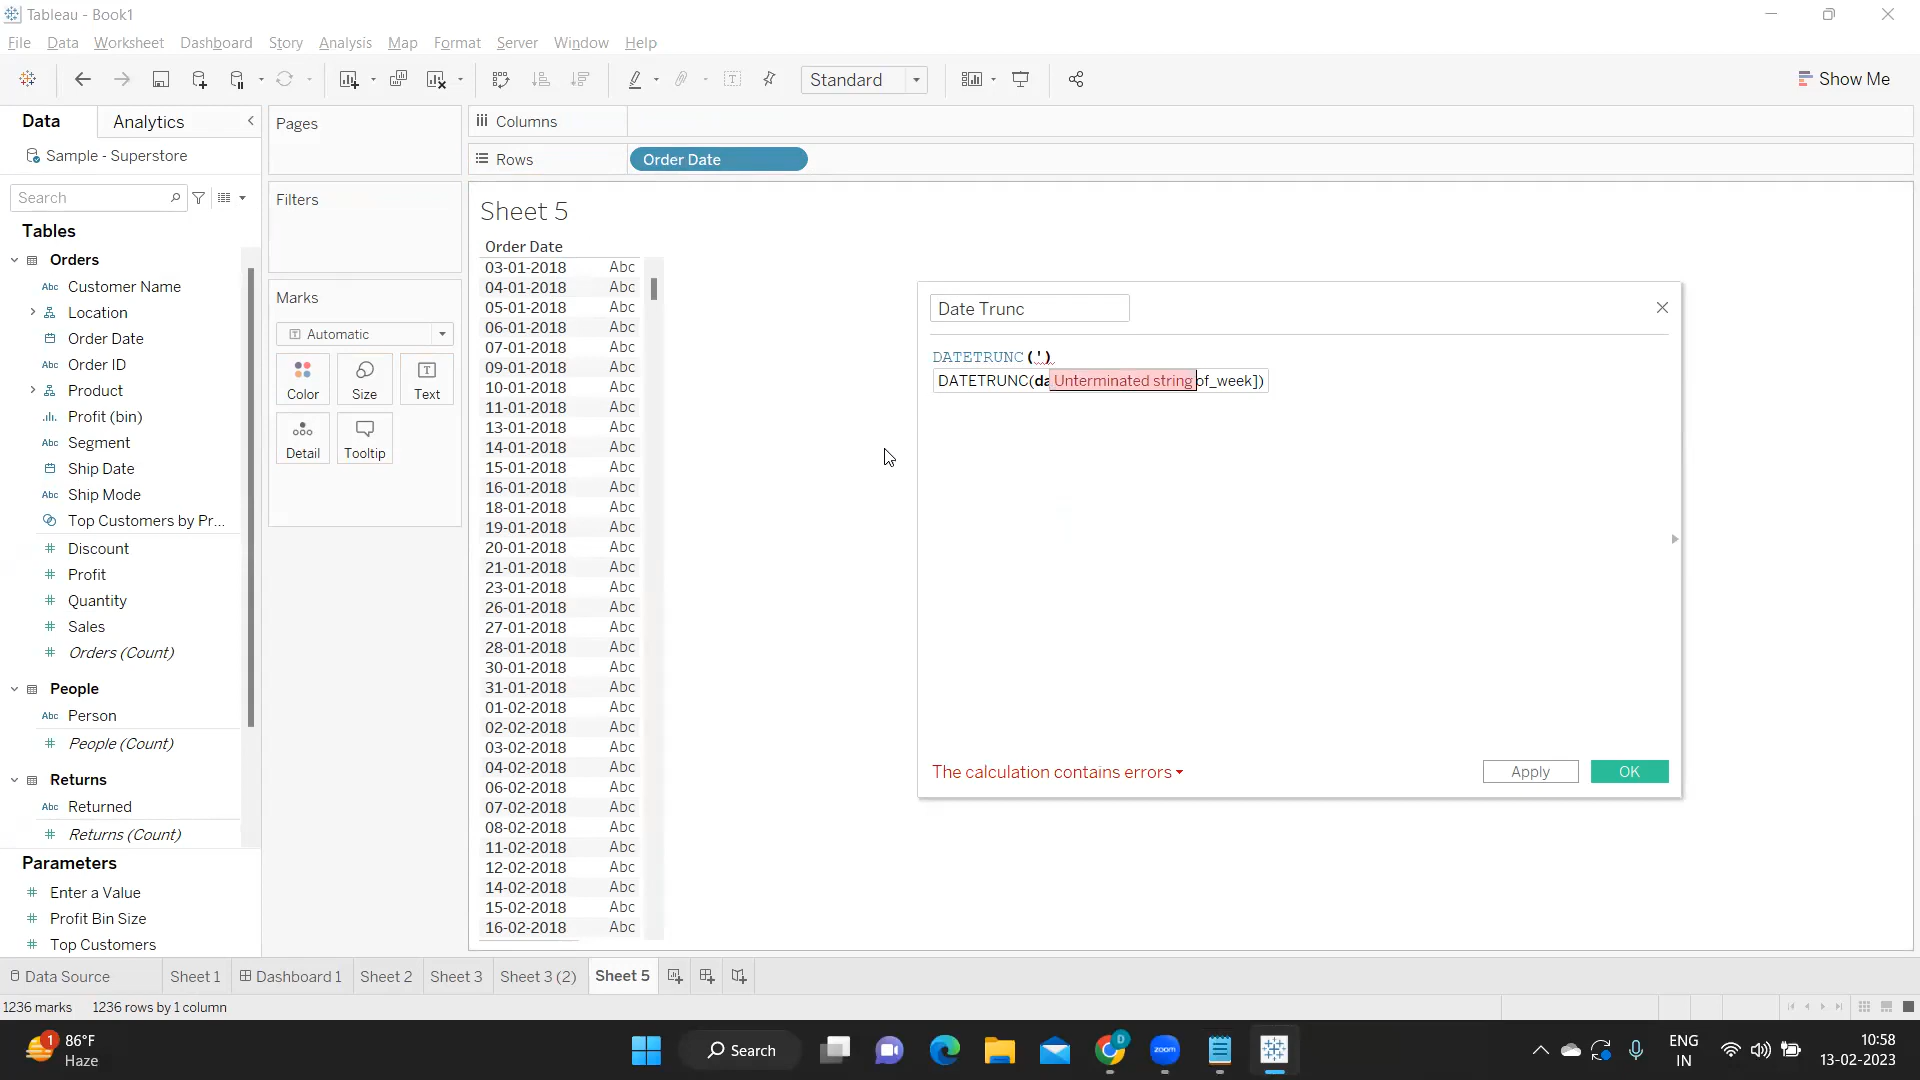 Tableau - Book1
File Data Worksheet Dashboard Story Analysis Map Format Server Window Help
Standard
Show Me
Data
Analytics
Pages
Columns
Sample - Superstore
Rows
Order Date
Search
Filters
Tables
Sheet 5
Orders
Order Date
Abc Customer Name
Location
Order Date
Abc Order ID
Product
Profit (bin)
Abc Segment
Ship Date
Abc Ship Mode
Top Customers by Pr...
# Discount
# Profit
# Quantity
# Sales
# Orders (Count)
People
Abc Person
# People (Count)
Returns
Abc Returned
# Returns (Count)
Parameters
# Enter a Value
# Profit Bin Size
# Top Customers
Marks
Automatic
Color
Size
Text
Detail
Tooltip
03-01-2018 Abc
04-01-2018 Abc
05-01-2018 Abc
06-01-2018 Abc
07-01-2018 Abc
09-01-2018 Abc
10-01-2018 Abc
11-01-2018 Abc
13-01-2018 Abc
14-01-2018 Abc
15-01-2018 Abc
16-01-2018 Abc
18-01-2018 Abc
19-01-2018 Abc
20-01-2018 Abc
21-01-2018 Abc
23-01-2018 Abc
26-01-2018 Abc
27-01-2018 Abc
28-01-2018 Abc
30-01-2018 Abc
31-01-2018 Abc
01-02-2018 Abc
02-02-2018 Abc
03-02-2018 Abc
04-02-2018 Abc
06-02-2018 Abc
07-02-2018 Abc
08-02-2018 Abc
11-02-2018 Abc
12-02-2018 Abc
14-02-2018 Abc
15-02-2018 Abc
16-02-2018 Abc
Date Trunc
DATETRUNC(')
DATETRUNC(da Unterminated string of_week])
The calculation contains errors
Apply
OK
Data Source
Sheet 1
Dashboard 1
Sheet 2
Sheet 3
Sheet 3 (2)
Sheet 5
1236 marks
1236 rows by 1 column
1
86°F
Haze
Search
D
zoom
ENG
IN
10:58
13-02-2023